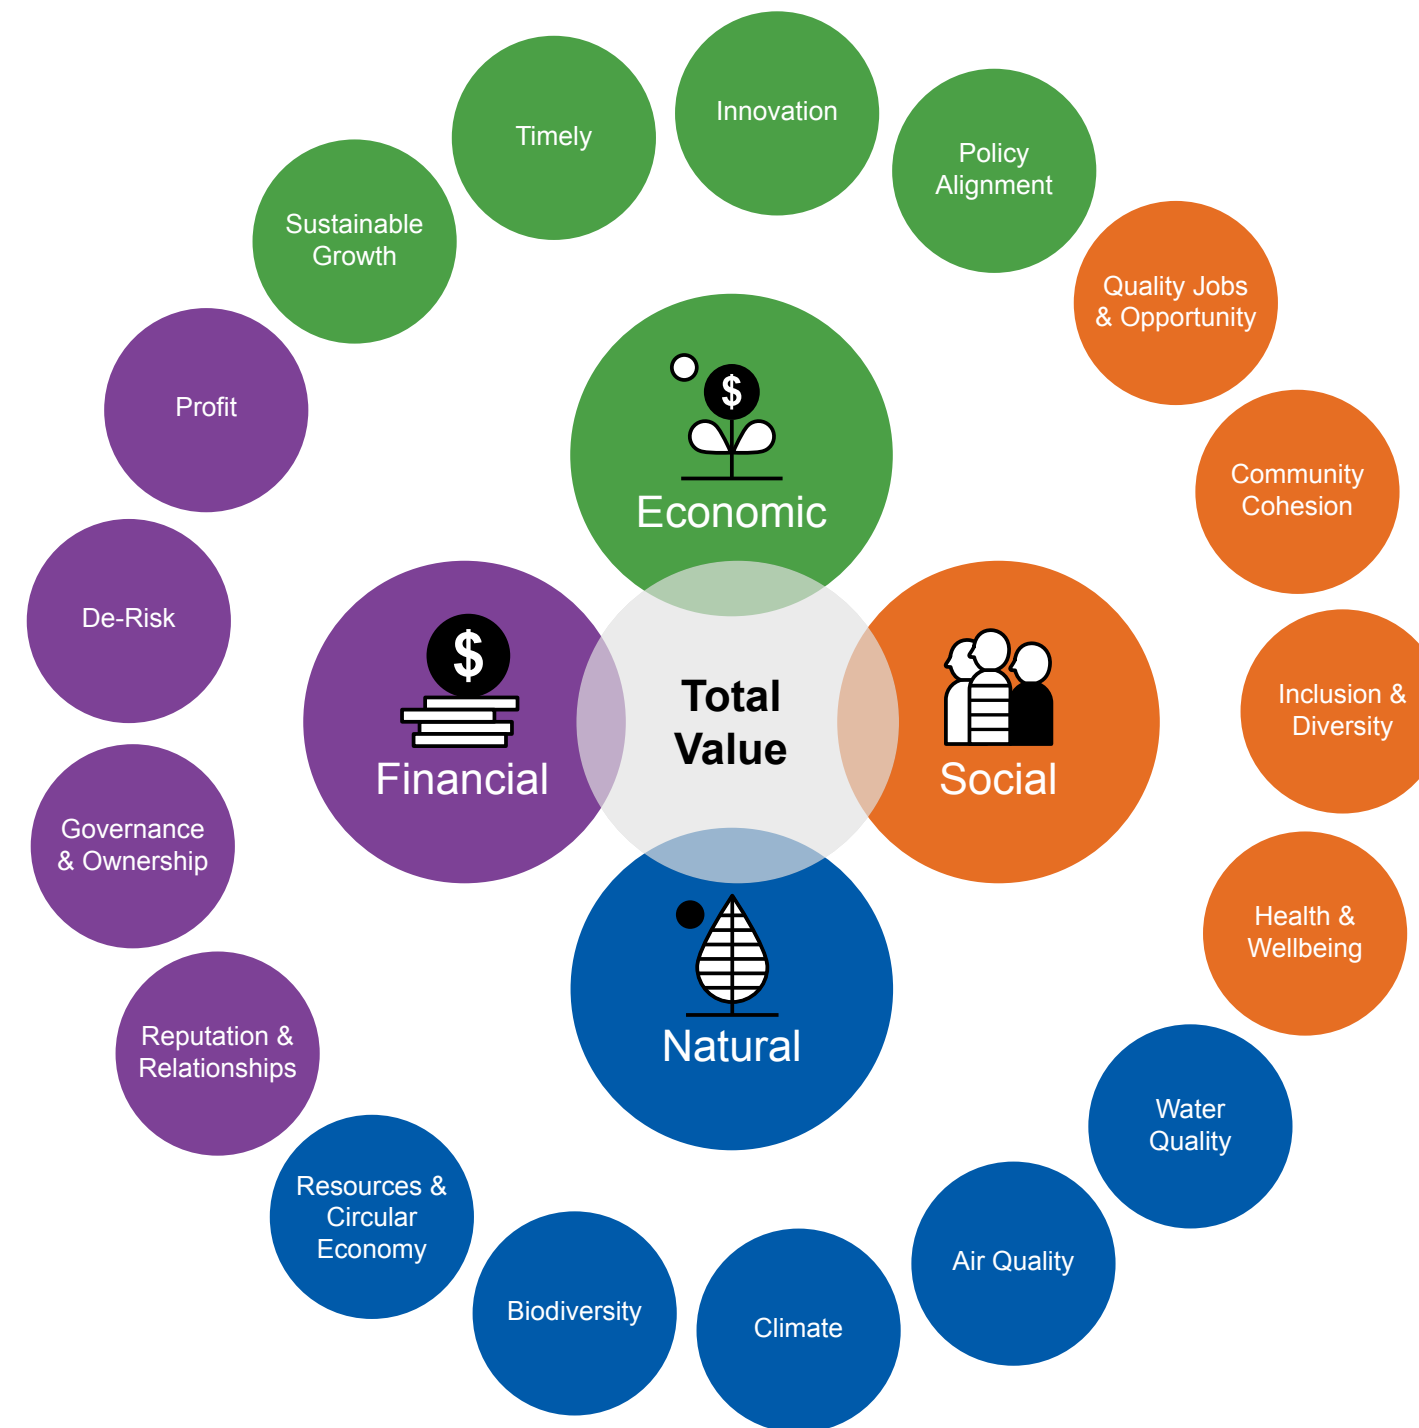 Innovation
Timely
Policy
Alignment
Sustainable
Growth
Quality Jobs
& Opportunity
Profit
$
Economic
Community
Cohesion
De-Risk
$
Financial
Total
Value
Social
Inclusion &
Diversity
Governance
& Ownership
Health &
Wellbeing
Natural
Reputation &
Relationships
Water
Quality
Resources &
Circular
Economy
Air Quality
Biodiversity
Climate